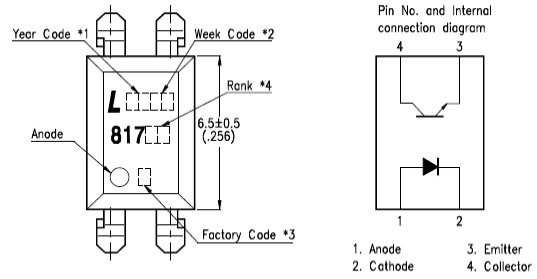 Year Code *1
Week Code *2
Rank *4
L
817
6.5±0.5
(.256)
Anode
Factory Code *3
Pin No. and Internal
connection diagram
4 3
1 2
1. Anode 3. Emitter
2. Cathode 4. Collector